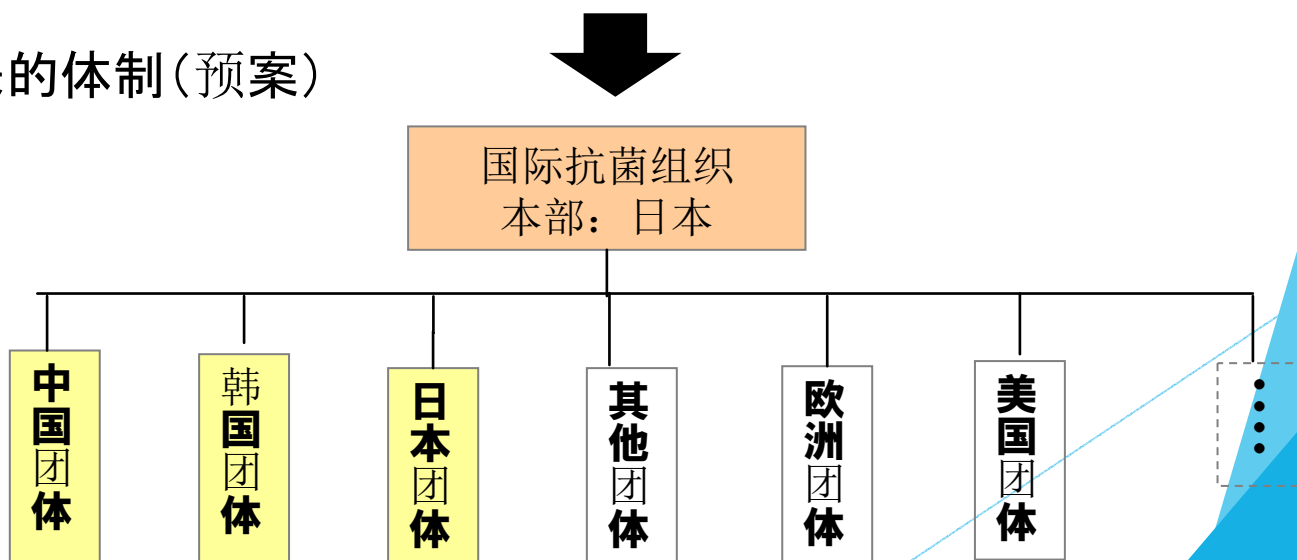 的体制（预案）
国际抗菌组织
本部：日本
中国团体
韩国团体
日本团体
其他团体
欧洲团体
美国团体